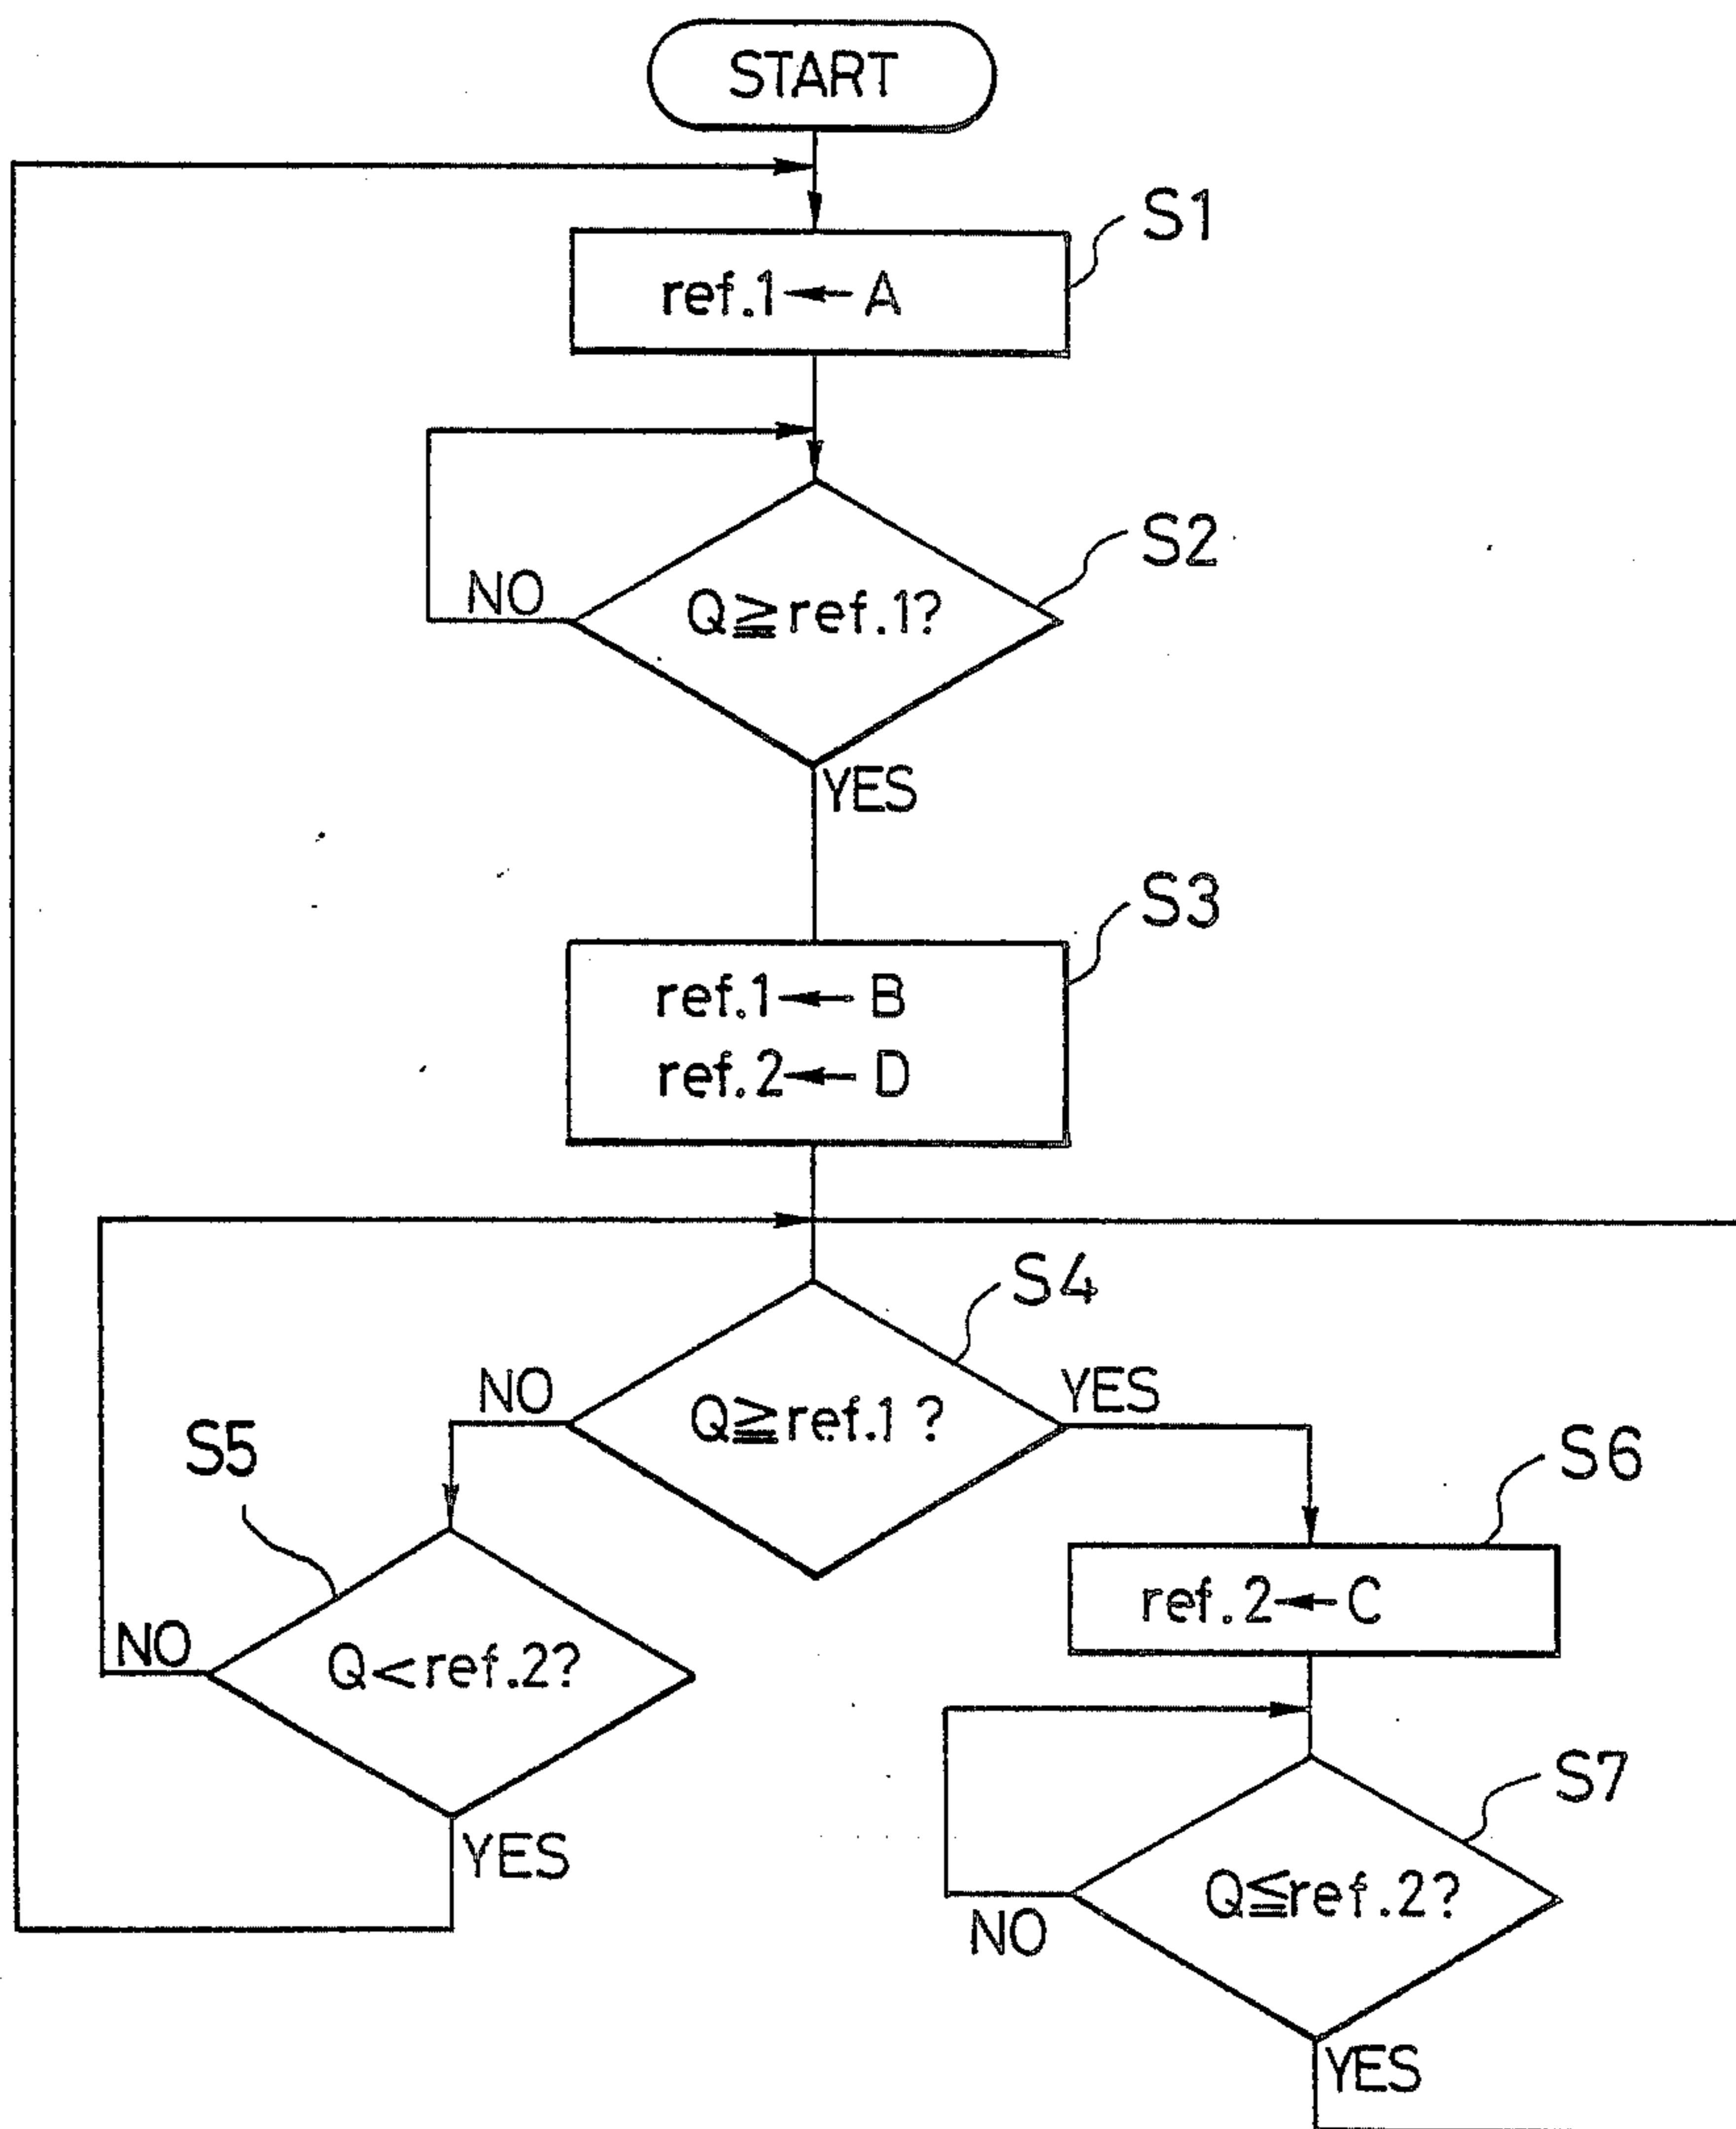 START
S1
ref.1←A
S2
NO
Q≧ref.1?
YES
S3
ref.1←B
ref.2←D
S4
NO
YES
Q≧ref.1?
S5
S6
ref.2←C
NO
Q<ref.2?
S7
YES
Q≦ref.2?
NO
YES